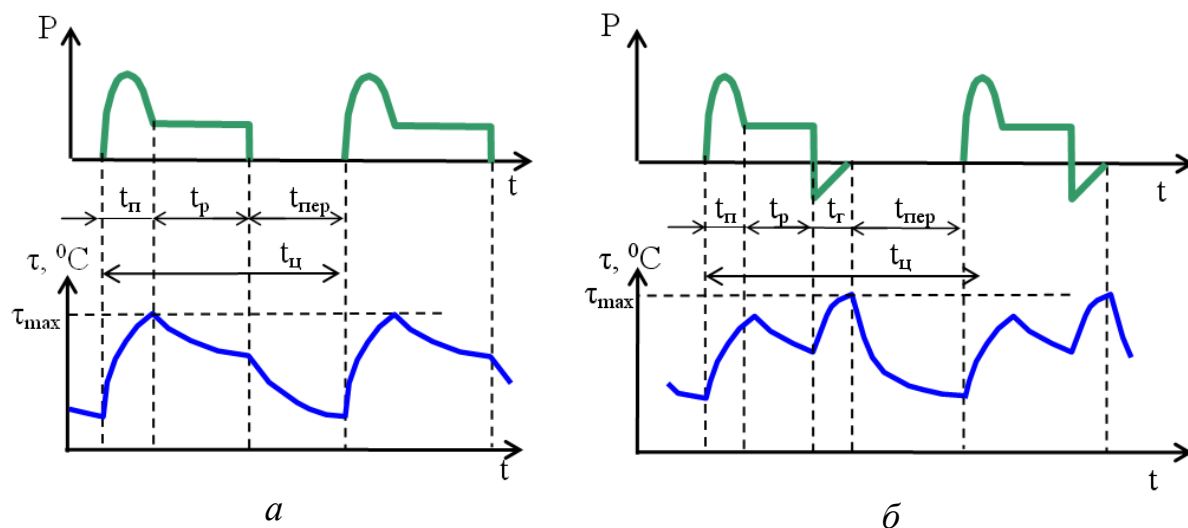 P
t
tп tр tпер
tц
τ, ⁰C
τmax
t
а
P
t
tп tр tг tпер
tц
τ, ⁰C
τmax
t
б